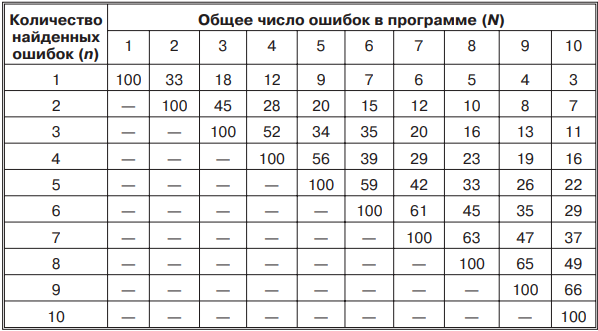 Количество найденных ошибок (n) Общее число ошибок в программе (N)
1 2 3 4 5 6 7 8 9 10
1 100 33 18 12 9 7 6 5 4 3
2 — 100 45 28 20 15 12 10 8 7
3 — — 100 52 34 35 20 16 13 11
4 — — — 100 56 39 29 23 19 16
5 — — — — 100 59 42 33 26 22
6 — — — — — 100 61 45 35 29
7 — — — — — — 100 63 47 37
8 — — — — — — — 100 65 49
9 — — — — — — — — 100 66
10 — — — — — — — — — 100